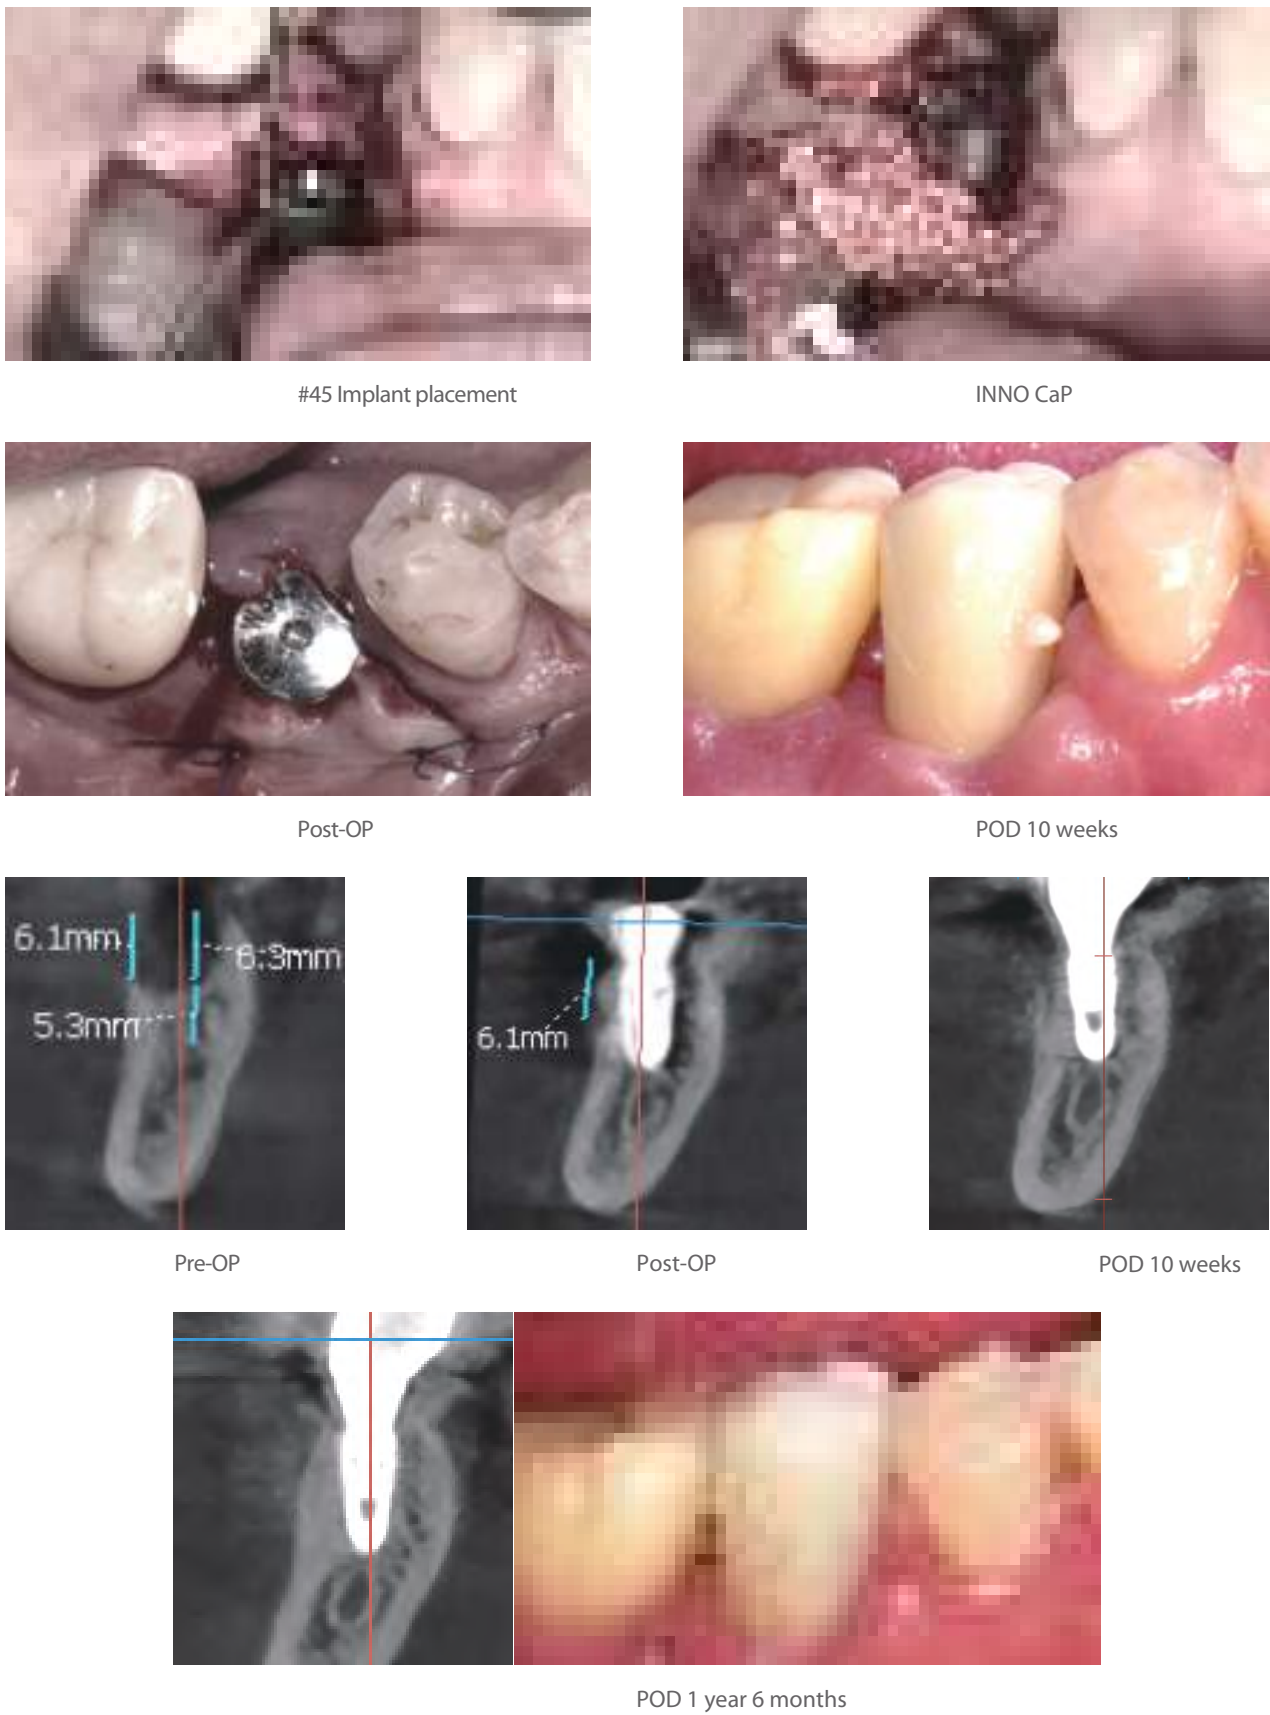 #45 Implant placement
INNO CaP
Post-OP
POD 10 weeks
6.1mm
6.3mm
5.3mm
6.1mm
Pre-OP
Post-OP
POD 10 weeks
POD 1 year 6 months